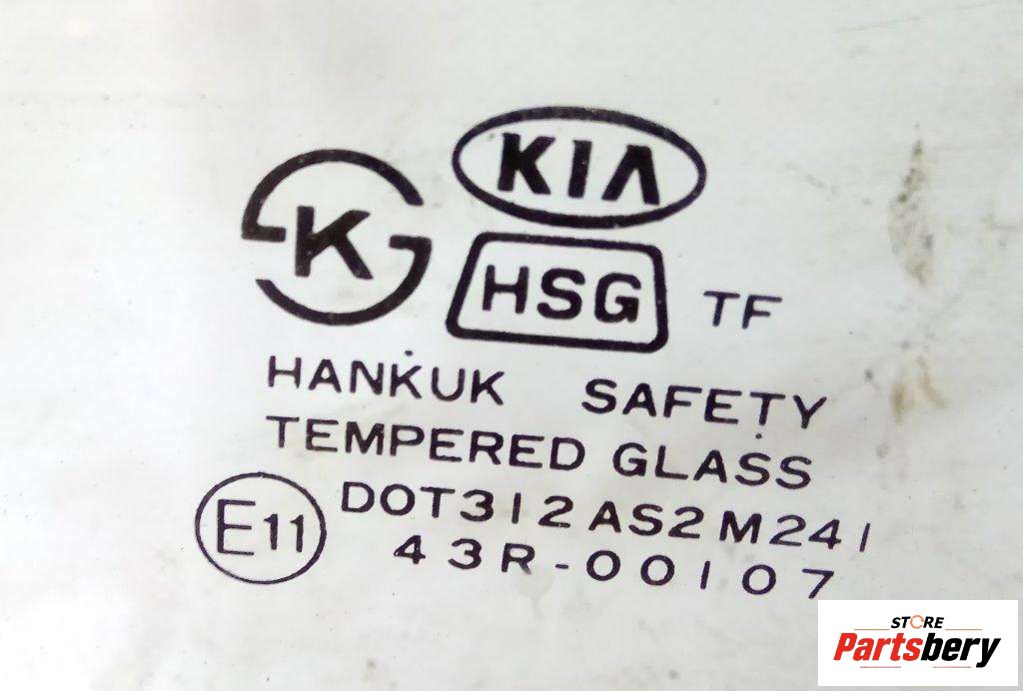 KIA
K
HSG TF
HANKUK SAFETY
TEMPERED GLASS
E11 DOT312AS2M241
43R-00107
STORE
Partsbery